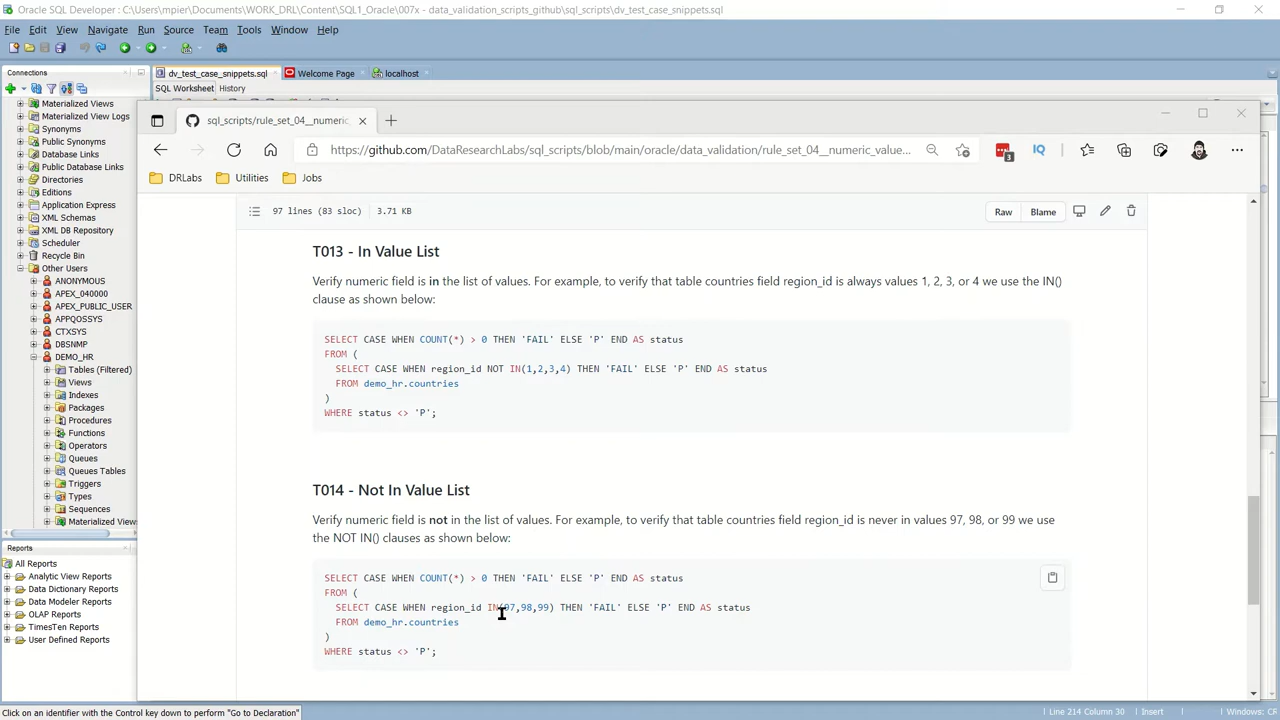 Oracle SQL Developer : C:\Users\mpier\Documents\WORK_DRL\Content\SQL1_Oracle\007x - data_validation_scripts_github\sql_scripts\dv_test_case_snippets.sql
File Edit View Navigate Run Source Team Tools Window Help
Connections
dv_test_case_snippets.sql
Welcome Page
localhost
SQL Worksheet History
Materialized Views
Materialized View Logs
Synonyms
Public Synonyms
Database Links
Public Database Links
Directories
Editions
Application Express
XML Schemas
XML DB Repository
Scheduler
Recycle Bin
Other Users
ANONYMOUS
APEX_040000
APEX_PUBLIC_USER
APPQOSSYS
CTXSYS
DBSNMP
DEMO_HR
Tables (Filtered)
Views
Indexes
Packages
Procedures
Functions
Operators
Queues
Queues Tables
Triggers
Types
Sequences
Materialized View
Reports
All Reports
Analytic View Reports
Data Dictionary Reports
Data Modeler Reports
OLAP Reports
TimesTen Reports
User Defined Reports
sql_scripts/rule_set_04__numeric_
https://github.com/DataResearchLabs/sql_scripts/blob/main/oracle/data_validation/rule_set_04__numeric_value...
3
IQ
DRLabs Utilities Jobs
97 lines (83 sloc) 3.71 KB
Raw Blame
T013 - In Value List
Verify numeric field is in the list of values. For example, to verify that table countries field region_id is always values 1, 2, 3, or 4 we use the IN()
clause as shown below:
SELECT CASE WHEN COUNT(*) > 0 THEN 'FAIL' ELSE 'P' END AS status
FROM (
SELECT CASE WHEN region_id NOT IN(1,2,3,4) THEN 'FAIL' ELSE 'P' END AS status
FROM demo_hr.countries
)
WHERE status <> 'P';
T014 - Not In Value List
Verify numeric field is not in the list of values. For example, to verify that table countries field region_id is never in values 97, 98, or 99 we use
the NOT IN() clauses as shown below:
SELECT CASE WHEN COUNT(*) > 0 THEN 'FAIL' ELSE 'P' END AS status
FROM (
SELECT CASE WHEN region_id IN(97,98,99) THEN 'FAIL' ELSE 'P' END AS status
FROM demo_hr.countries
)
WHERE status <> 'P';
Click on an identifier with the Control key down to perform "Go to Declaration"
Line 214 Column 30 Insert Windows: CF